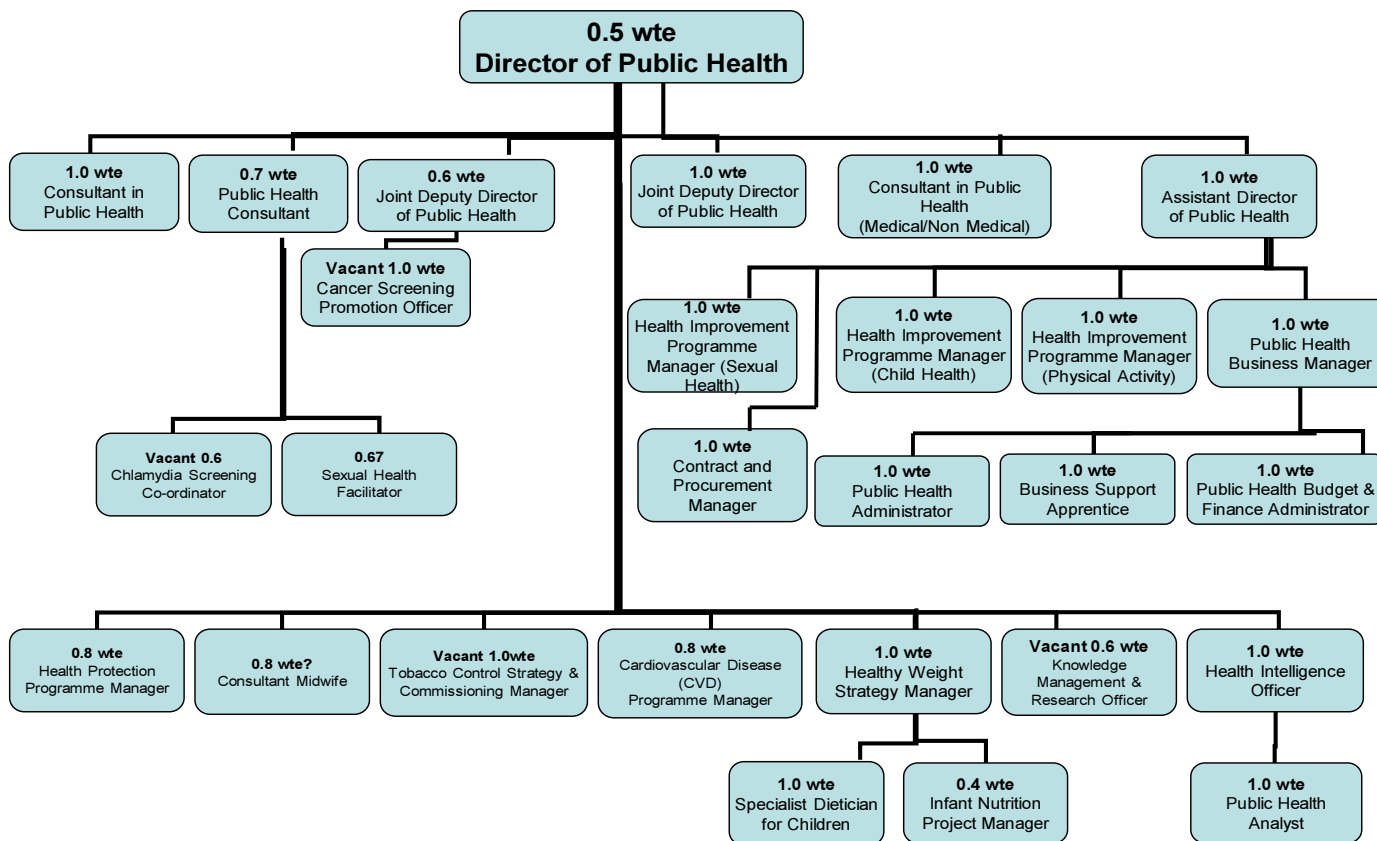 0.5 wte
Director of Public Health
1.0 wte
Consultant in
Public Health
0.7 wte
Public Health
Consultant
0.6 wte
Joint Deputy Director
of Public Health
1.0 wte
Joint Deputy Director
of Public Health
1.0 wte
Consultant in Public
Health
(Medical/Non Medical)
1.0 wte
Assistant Director
of Public Health
Vacant 1.0 wte
Cancer Screening
Promotion Officer
1.0 wte
Health Improvement
Programme
Manager (Sexual
Health)
1.0 wte
Health Improvement
Programme Manager
(Child Health)
1.0 wte
Health Improvement
Programme Manager
(Physical Activity)
1.0 wte
Public Health
Business Manager
Vacant 0.6
Chlamydia Screening
Co-ordinator
0.67
Sexual Health
Facilitator
1.0 wte
Contract and
Procurement
Manager
1.0 wte
Public Health
Administrator
1.0 wte
Business Support
Apprentice
1.0 wte
Public Health Budget &
Finance Administrator
0.8 wte
Health Protection
Programme Manager
0.8 wte?
Consultant Midwife
Vacant 1.0wte
Tobacco Control Strategy &
Commissioning Manager
0.8 wte
Cardiovascular Disease
(CVD)
Programme Manager
1.0 wte
Healthy Weight
Strategy Manager
Vacant 0.6 wte
Knowledge
Management &
Research Officer
1.0 wte
Health Intelligence
Officer
1.0 wte
Specialist Dietician
for Children
0.4 wte
Infant Nutrition
Project Manager
1.0 wte
Public Health
Analyst